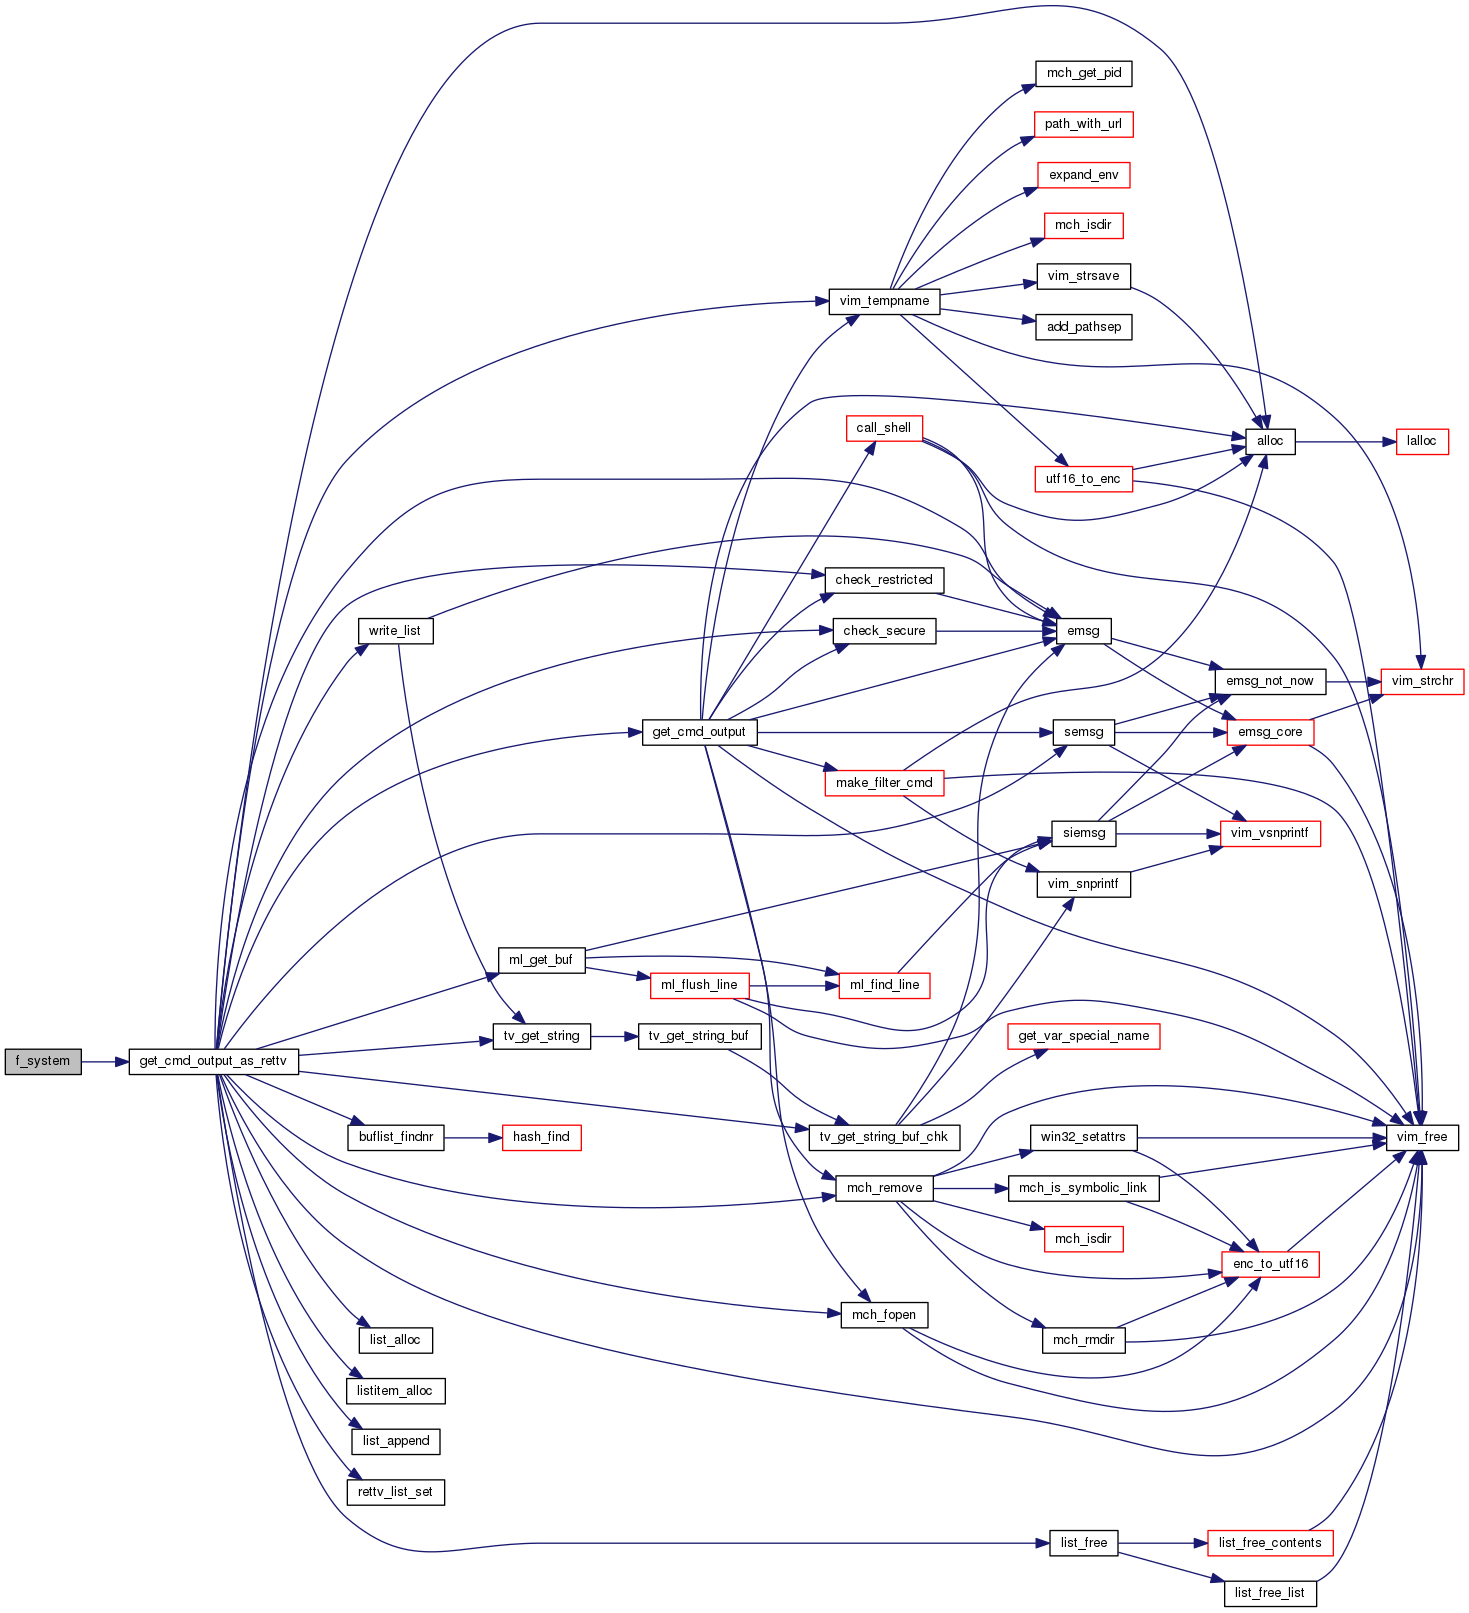 mch_get_pid
path_with_url
expand_env
mch_isdir
vim_tempname
vim_strsave
add_pathsep
call_shell
alloc
lalloc
utf16_to_enc
check_restricted
write_list
check_secure
emsg
emsg_not_now
vim_strchr
get_cmd_output
semsg
emsg_core
make_filter_cmd
siemsg
vim_vsnprintf
vim_snprintf
ml_get_buf
ml_flush_line
ml_find_line
tv_get_string
tv_get_string_buf
get_var_special_name
f_system
get_cmd_output_as_rettv
buflist_findnr
hash_find
tv_get_string_buf_chk
win32_setattrs
vim_free
mch_remove
mch_is_symbolic_link
mch_isdir
enc_to_utf16
mch_fopen
list_alloc
mch_rmdir
listitem_alloc
list_append
rettv_list_set
list_free
list_free_contents
list_free_list